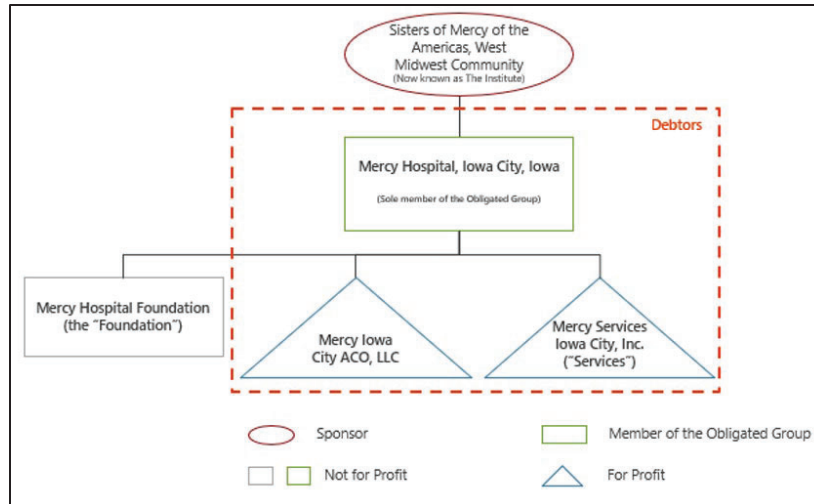 Sisters of Mercy of the
Americas, West
Midwest Community
(Now known as The Institute)
Debtors
Mercy Hospital, Iowa City, Iowa
(Sole member of the Obligated Group)
Mercy Hospital Foundation
(the "Foundation")
Mercy Iowa
City ACO, LLC
Mercy Services
Iowa City, Inc.
("Services")
Sponsor
Member of the Obligated Group
Not for Profit
For Profit